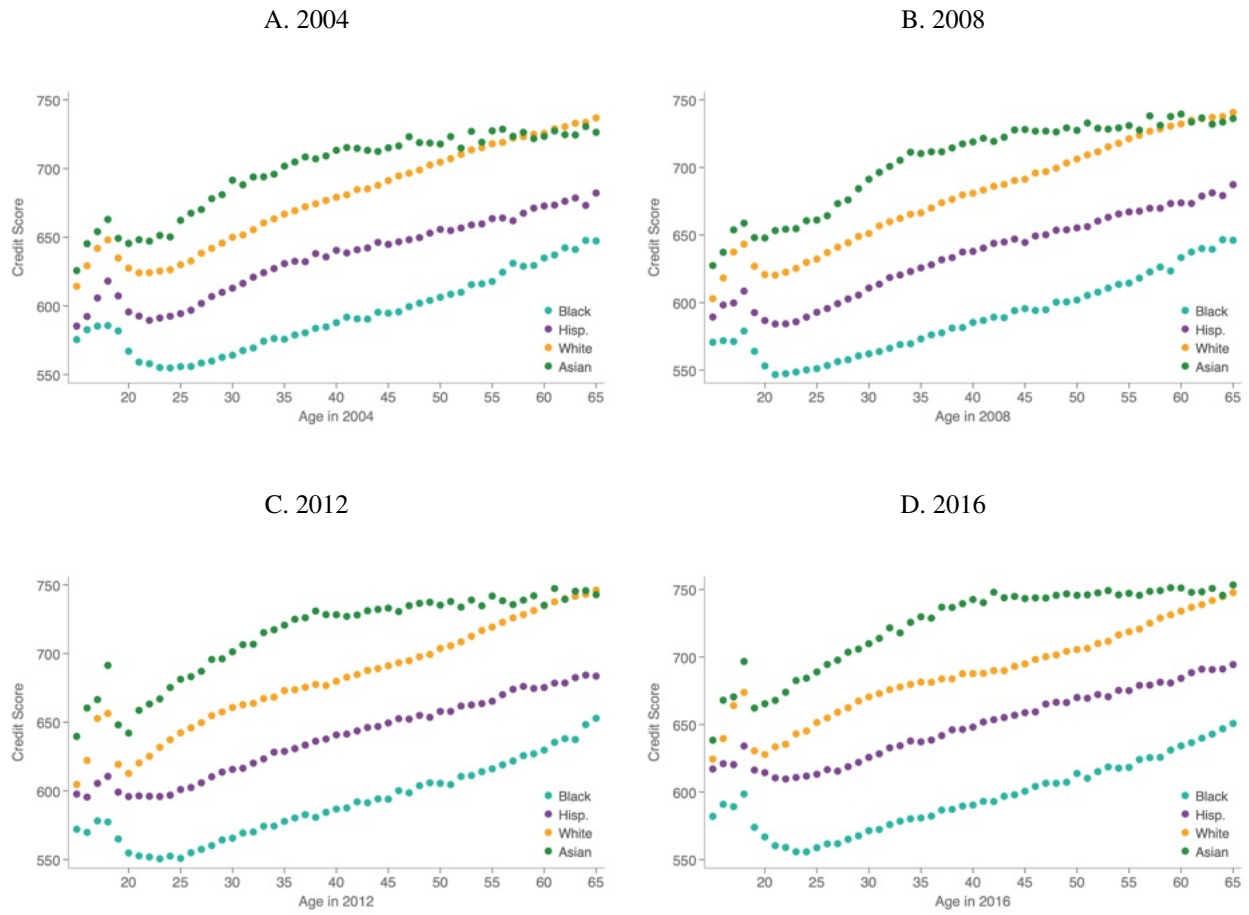 A. 2004
750
700
650
600
550
Credit Score
20 25 30 35 40 45 50 55 60 65
Age in 2004
Black
Hisp.
White
Asian
B. 2008
750
700
650
600
550
Credit Score
20 25 30 35 40 45 50 55 60 65
Age in 2008
Black
Hisp.
White
Asian
C. 2012
750
700
650
600
550
Credit Score
20 25 30 35 40 45 50 55 60 65
Age in 2012
Black
Hisp.
White
Asian
D. 2016
750
700
650
600
550
Credit Score
20 25 30 35 40 45 50 55 60 65
Age in 2016
Black
Hisp.
White
Asian